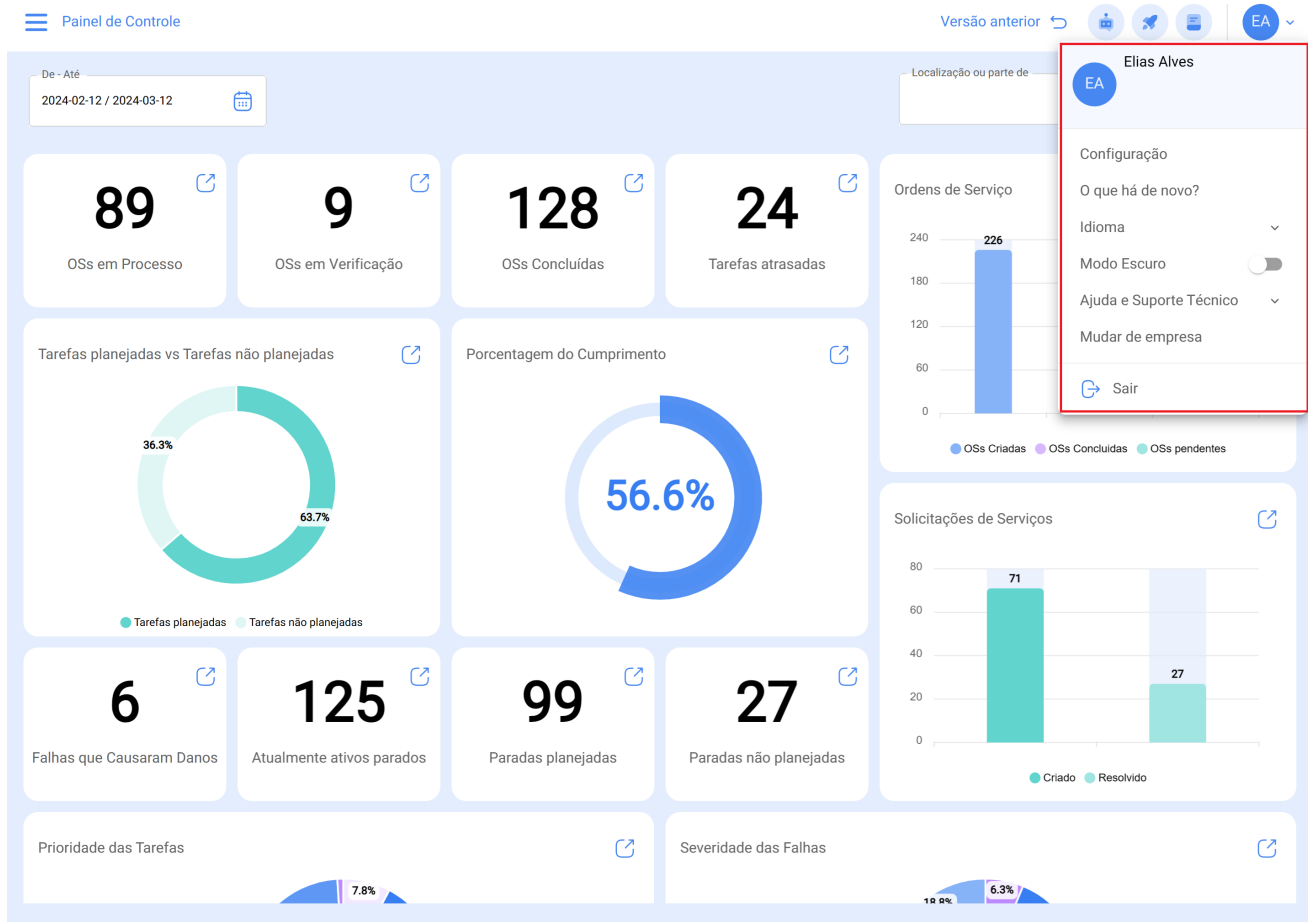 Painel de Controle
Versão anterior
EA
De - Até
2024-02-12 / 2024-03-12
Localização ou parte de
EA
Elias Alves
Configuração
O que há de novo?
Idioma
Modo Escuro
Ajuda e Suporte Técnico
Mudar de empresa
Sair
89
OSs em Processo
9
OSs em Verificação
128
OSs Concluídas
24
Tarefas atrasadas
Ordens de Serviço
240
180
120
60
0
226
OSs Criadas
OSs Concluidas
OSs pendentes
Tarefas planejadas vs Tarefas não planejadas
36.3%
63.7%
Tarefas planejadas
Tarefas não planejadas
Porcentagem do Cumprimento
56.6%
Solicitações de Serviços
80
60
40
20
0
71
27
Criado
Resolvido
6
Falhas que Causaram Danos
125
Atualmente ativos parados
99
Paradas planejadas
27
Paradas não planejadas
Prioridade das Tarefas
7.8%
Severidade das Falhas
18.8%
6.3%